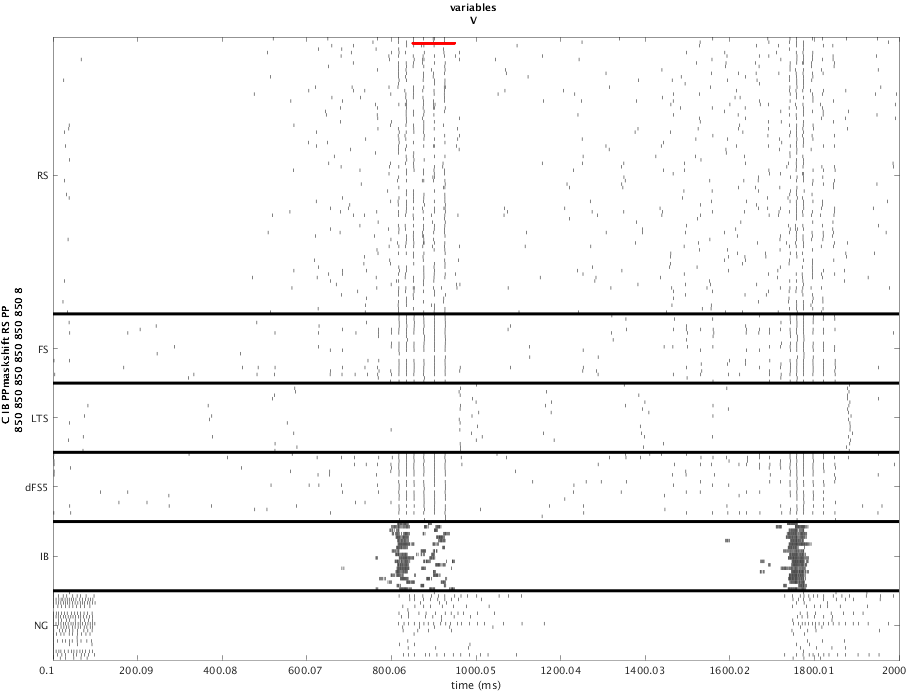 variables
V
C IB PPmaskshift RS PP
850 850 850 850 850 850 850 8
RS
FS
LTS
dFS5
IB
NG
0.1 200.09 400.08 600.07 800.06 1000.05 1200.04 1400.03 1600.02 1800.01 2000
time (ms)